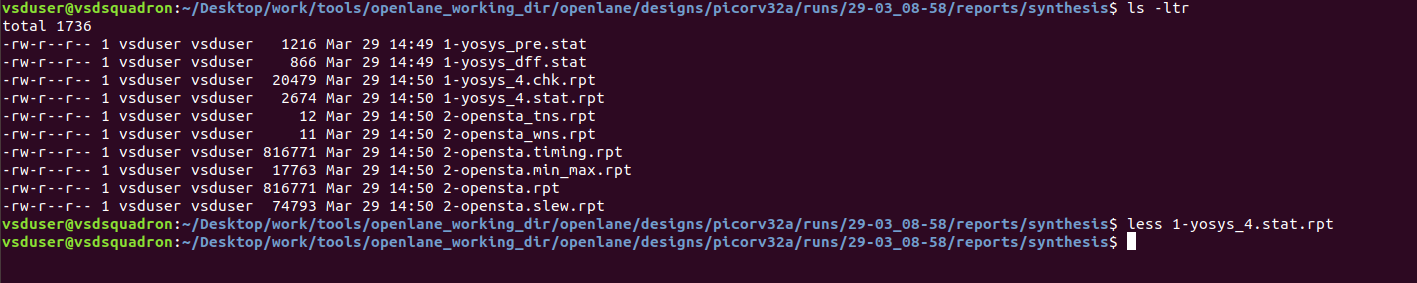 vsduser@vsdsquadron:~/Desktop/work/tools/openlane_working_dir/openlane/designs/picorv32a/runs/29-03_08-58/reports/synthesis$ ls -ltr
total 1736
-rw-r--r-- 1 vsduser vsduser   1216 Mar 29 14:49 1-yosys_pre.stat
-rw-r--r-- 1 vsduser vsduser    866 Mar 29 14:49 1-yosys_dff.stat
-rw-r--r-- 1 vsduser vsduser  20479 Mar 29 14:50 1-yosys_4.chk.rpt
-rw-r--r-- 1 vsduser vsduser   2674 Mar 29 14:50 1-yosys_4.stat.rpt
-rw-r--r-- 1 vsduser vsduser     12 Mar 29 14:50 2-opensta_tns.rpt
-rw-r--r-- 1 vsduser vsduser     11 Mar 29 14:50 2-opensta_wns.rpt
-rw-r--r-- 1 vsduser vsduser 816771 Mar 29 14:50 2-opensta.timing.rpt
-rw-r--r-- 1 vsduser vsduser  17763 Mar 29 14:50 2-opensta.min_max.rpt
-rw-r--r-- 1 vsduser vsduser 816771 Mar 29 14:50 2-opensta.rpt
-rw-r--r-- 1 vsduser vsduser  74793 Mar 29 14:50 2-opensta.slew.rpt
vsduser@vsdsquadron:~/Desktop/work/tools/openlane_working_dir/openlane/designs/picorv32a/runs/29-03_08-58/reports/synthesis$ less 1-yosys_4.stat.rpt
vsduser@vsdsquadron:~/Desktop/work/tools/openlane_working_dir/openlane/designs/picorv32a/runs/29-03_08-58/reports/synthesis$